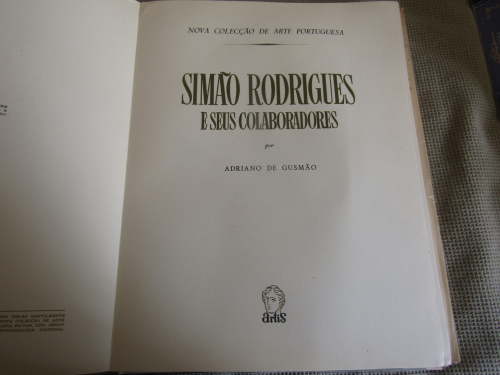 NOVA COLECÇÃO DE ARTE PORTUGUESA
SIMÃO RODRIGUES
E SEUS COLABORADORES
por
ADRIANO DE GUSMÃO
artis